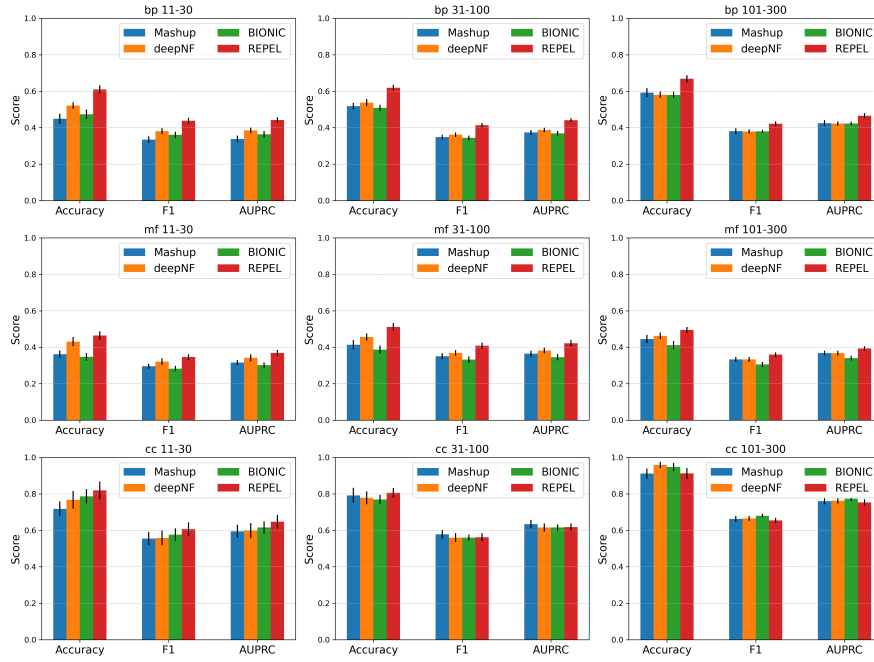 bp 11-30
Score
1.0
0.8
0.6
0.4
0.2
0.0
Mashup
deepNF
BIONIC
REPEL
Accuracy
F1
AUPRC
bp 31-100
Score
1.0
0.8
0.6
0.4
0.2
0.0
Mashup
deepNF
BIONIC
REPEL
Accuracy
F1
AUPRC
bp 101-300
Score
1.0
0.8
0.6
0.4
0.2
0.0
Mashup
deepNF
BIONIC
REPEL
Accuracy
F1
AUPRC
mf 11-30
Score
1.0
0.8
0.6
0.4
0.2
0.0
Mashup
deepNF
BIONIC
REPEL
Accuracy
F1
AUPRC
mf 31-100
Score
1.0
0.8
0.6
0.4
0.2
0.0
Mashup
deepNF
BIONIC
REPEL
Accuracy
F1
AUPRC
mf 101-300
Score
1.0
0.8
0.6
0.4
0.2
0.0
Mashup
deepNF
BIONIC
REPEL
Accuracy
F1
AUPRC
cc 11-30
Score
1.0
0.8
0.6
0.4
0.2
0.0
Mashup
deepNF
BIONIC
REPEL
Accuracy
F1
AUPRC
cc 31-100
Score
1.0
0.8
0.6
0.4
0.2
0.0
Mashup
deepNF
BIONIC
REPEL
Accuracy
F1
AUPRC
cc 101-300
Score
1.0
0.8
0.6
0.4
0.2
0.0
Mashup
deepNF
BIONIC
REPEL
Accuracy
F1
AUPRC